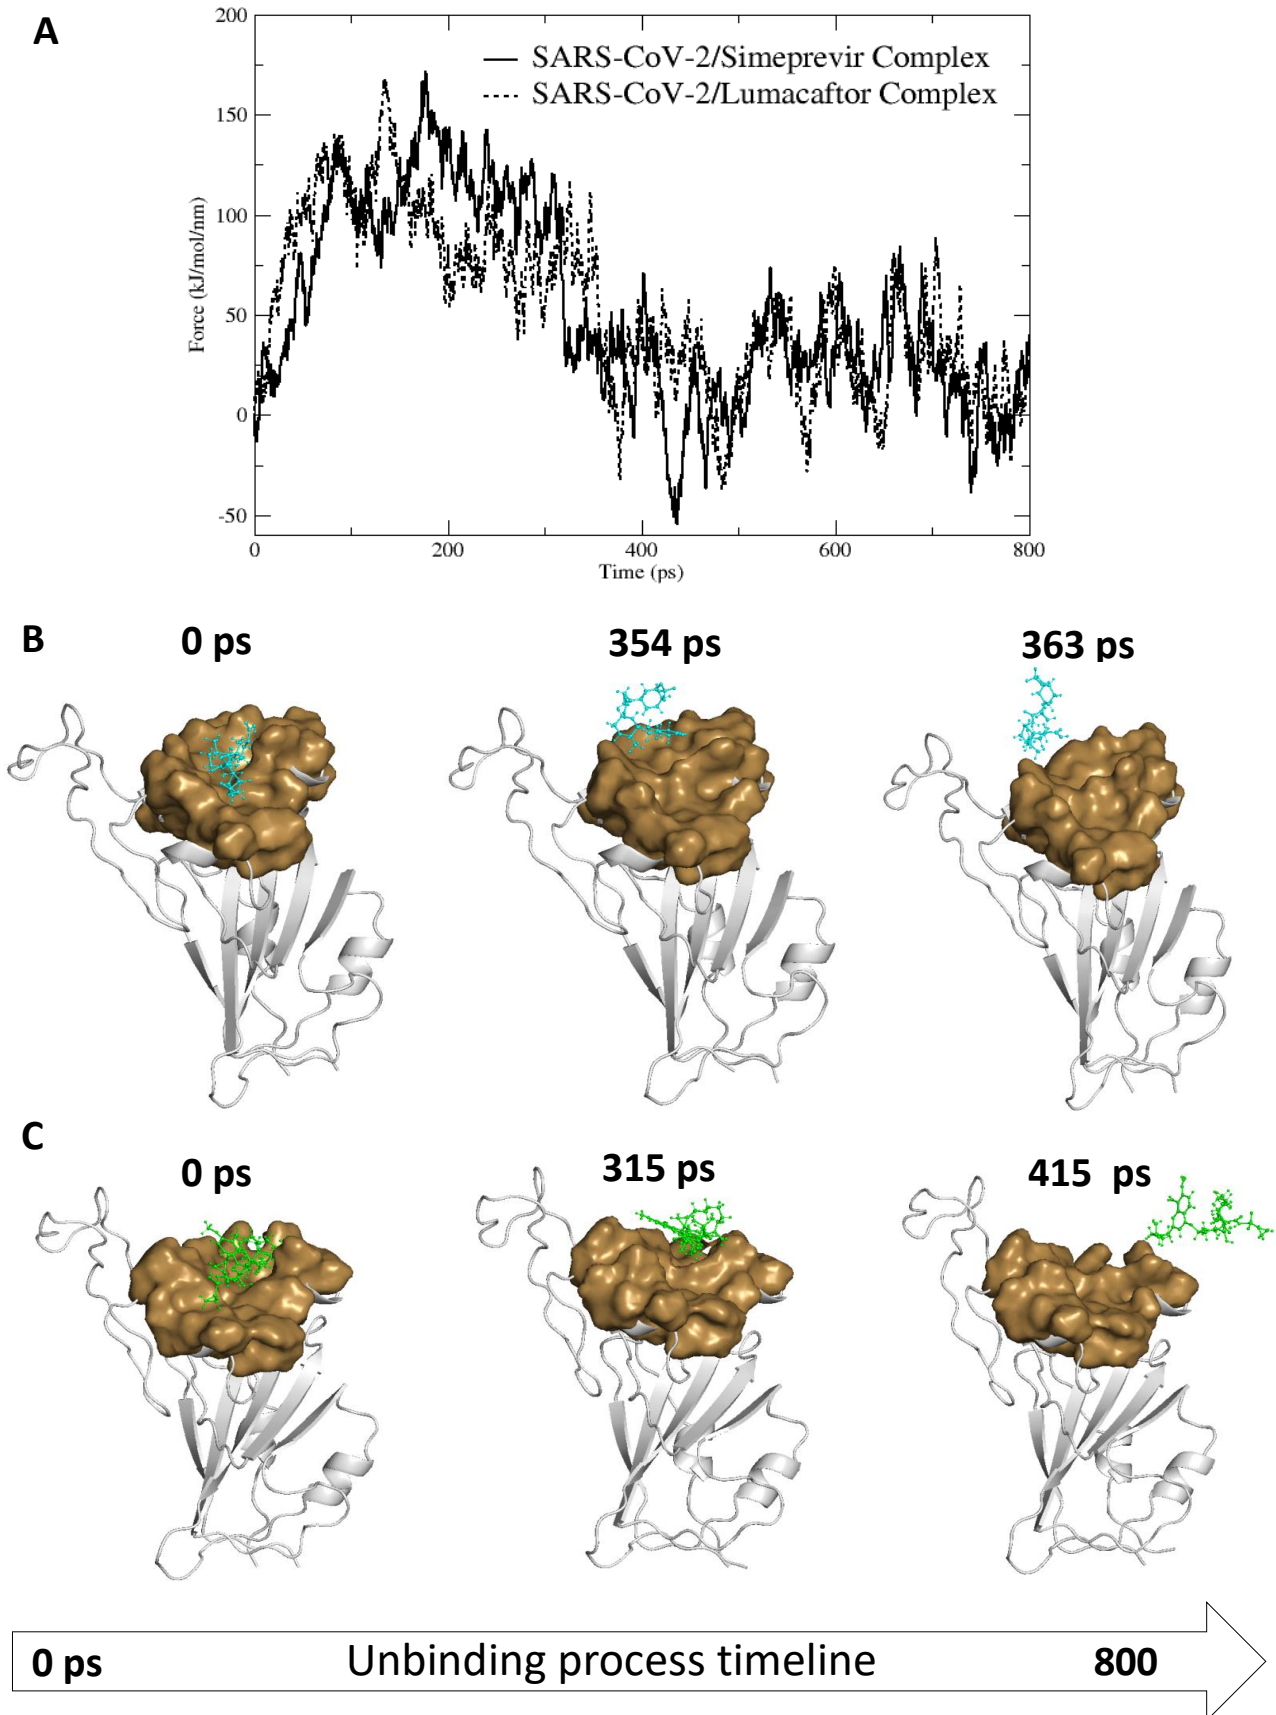 A
200
150
100
50
0
-50
Force (kJ/mol/nm)
SARS-CoV-2/Simeprevir Complex
SARS-CoV-2/Lumacaftor Complex
0 200 400 600 800
Time (ps)
B
0 ps 354 ps 363 ps
C
0 ps 315 ps 415 ps
0 ps Unbinding process timeline 800